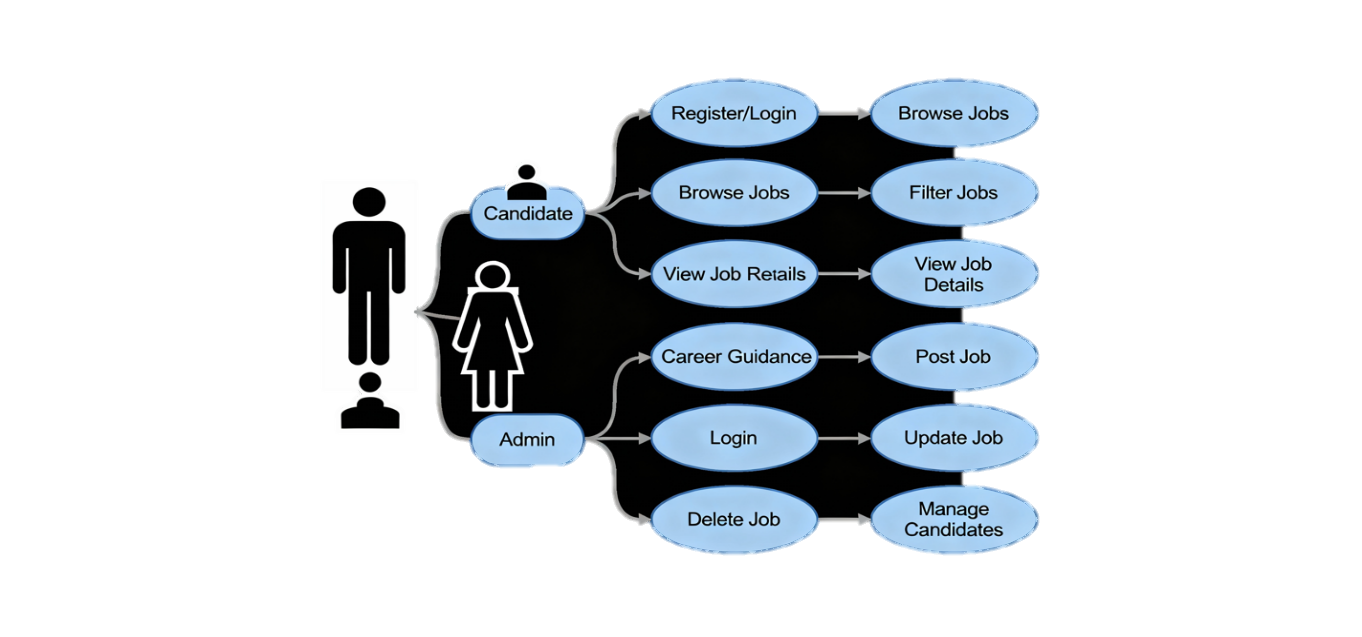 Register/Login
Browse Jobs
Candidate
Browse Jobs
Filter Jobs
View Job Retails
View Job
Details
Career Guidance
Post Job
Admin
Login
Update Job
Delete Job
Manage
Candidates